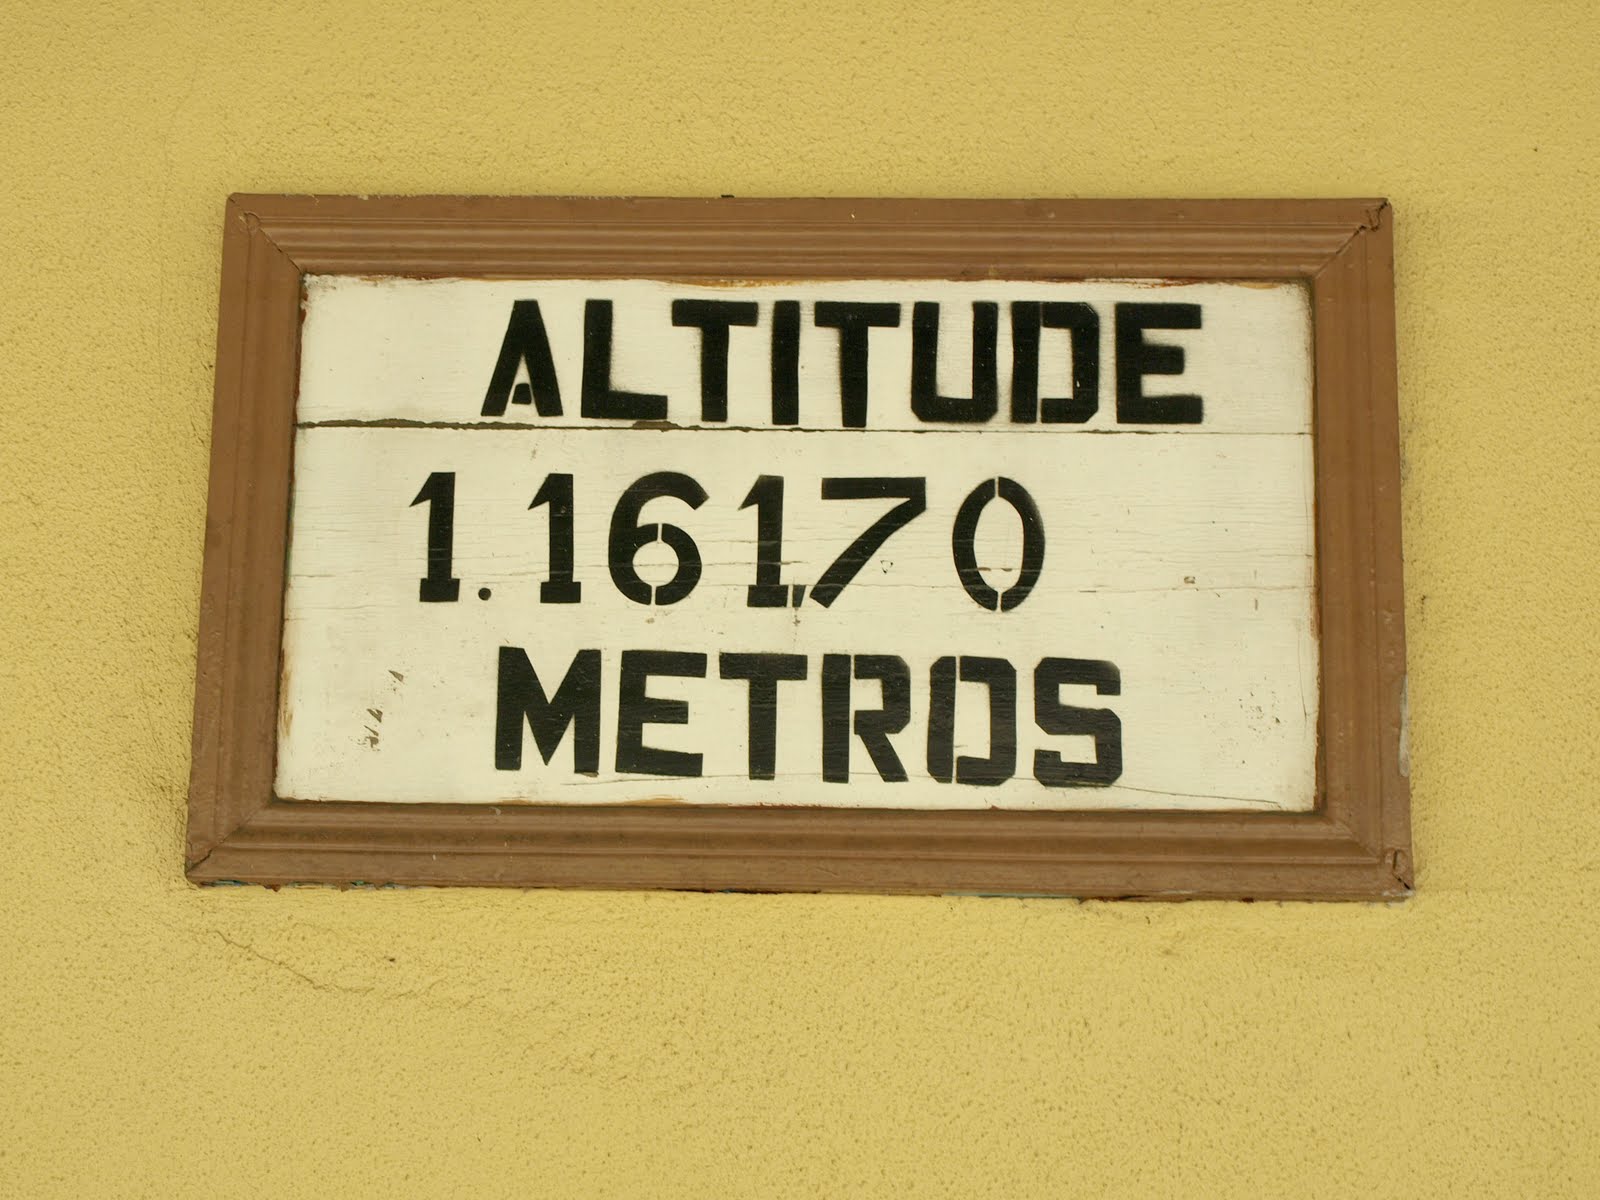 ALTITUDE
1.161,70
METROS